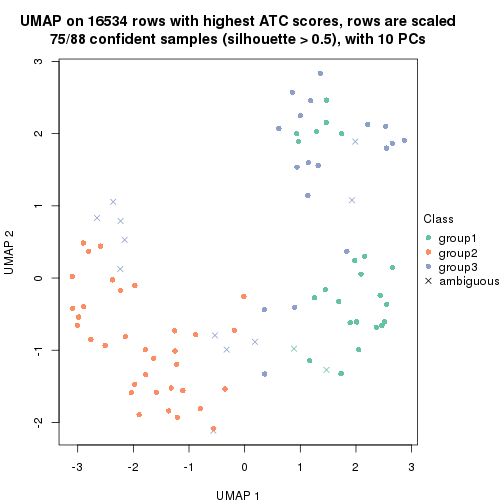 UMAP on 16534 rows with highest ATC scores, rows are scaled
75/88 confident samples (silhouette > 0.5), with 10 PCs
UMAP 2
3
2
1
0
-1
-2
-3
-2
-1
0
1
2
3
UMAP 1
Class
group1
group2
group3
ambiguous